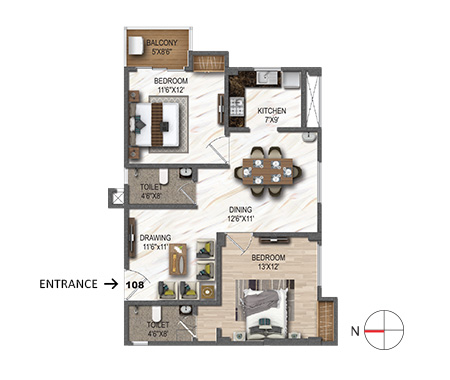 BALCONY
5'X8'6"
BEDROOM
11'6"X12'
KITCHEN
7'X9'
TOILET
4'6"X8'
DINING
12'6"X11'
DRAWING
11'6"x11'
BEDROOM
13'X12'
ENTRANCE → 108
TOILET
4'6"X8'
N